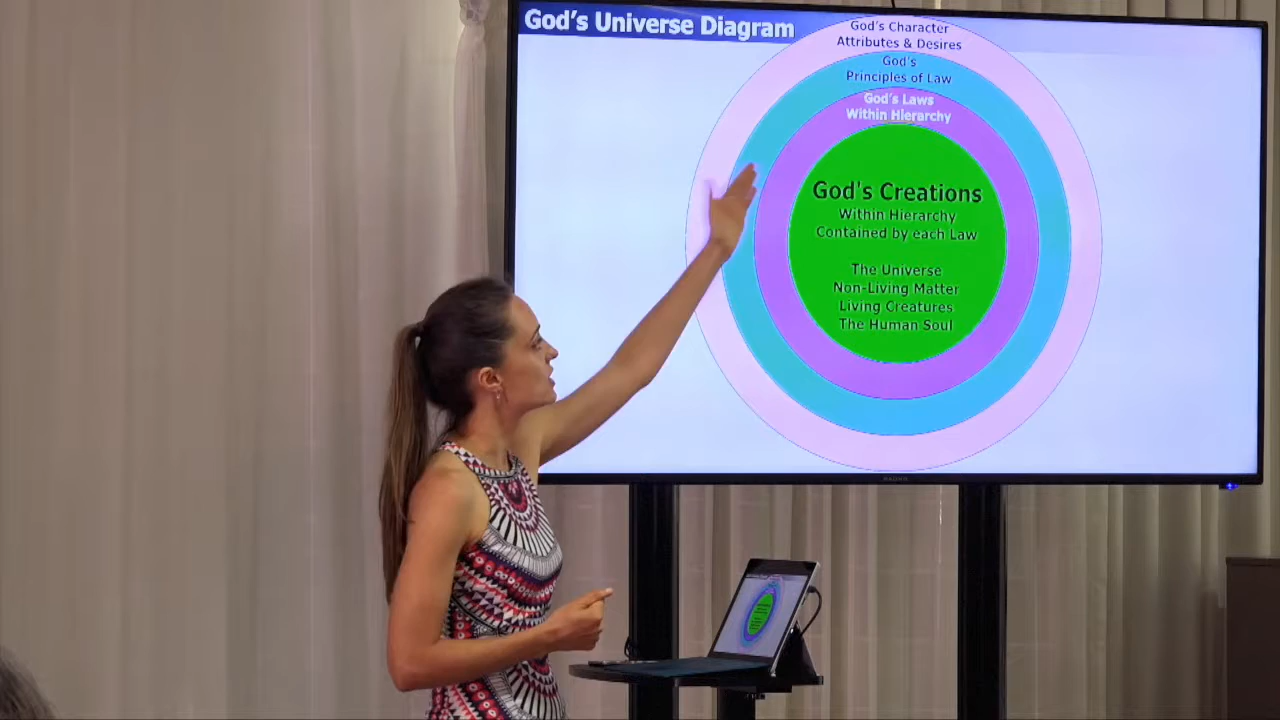 God's Universe Diagram
God's Character
Attributes & Desires
God's
Principles of Law
God's Laws
Within Hierarchy
God's Creations
Within Hierarchy
Contained by each Law
The Universe
Non-Living Matter
Living Creatures
The Human Soul